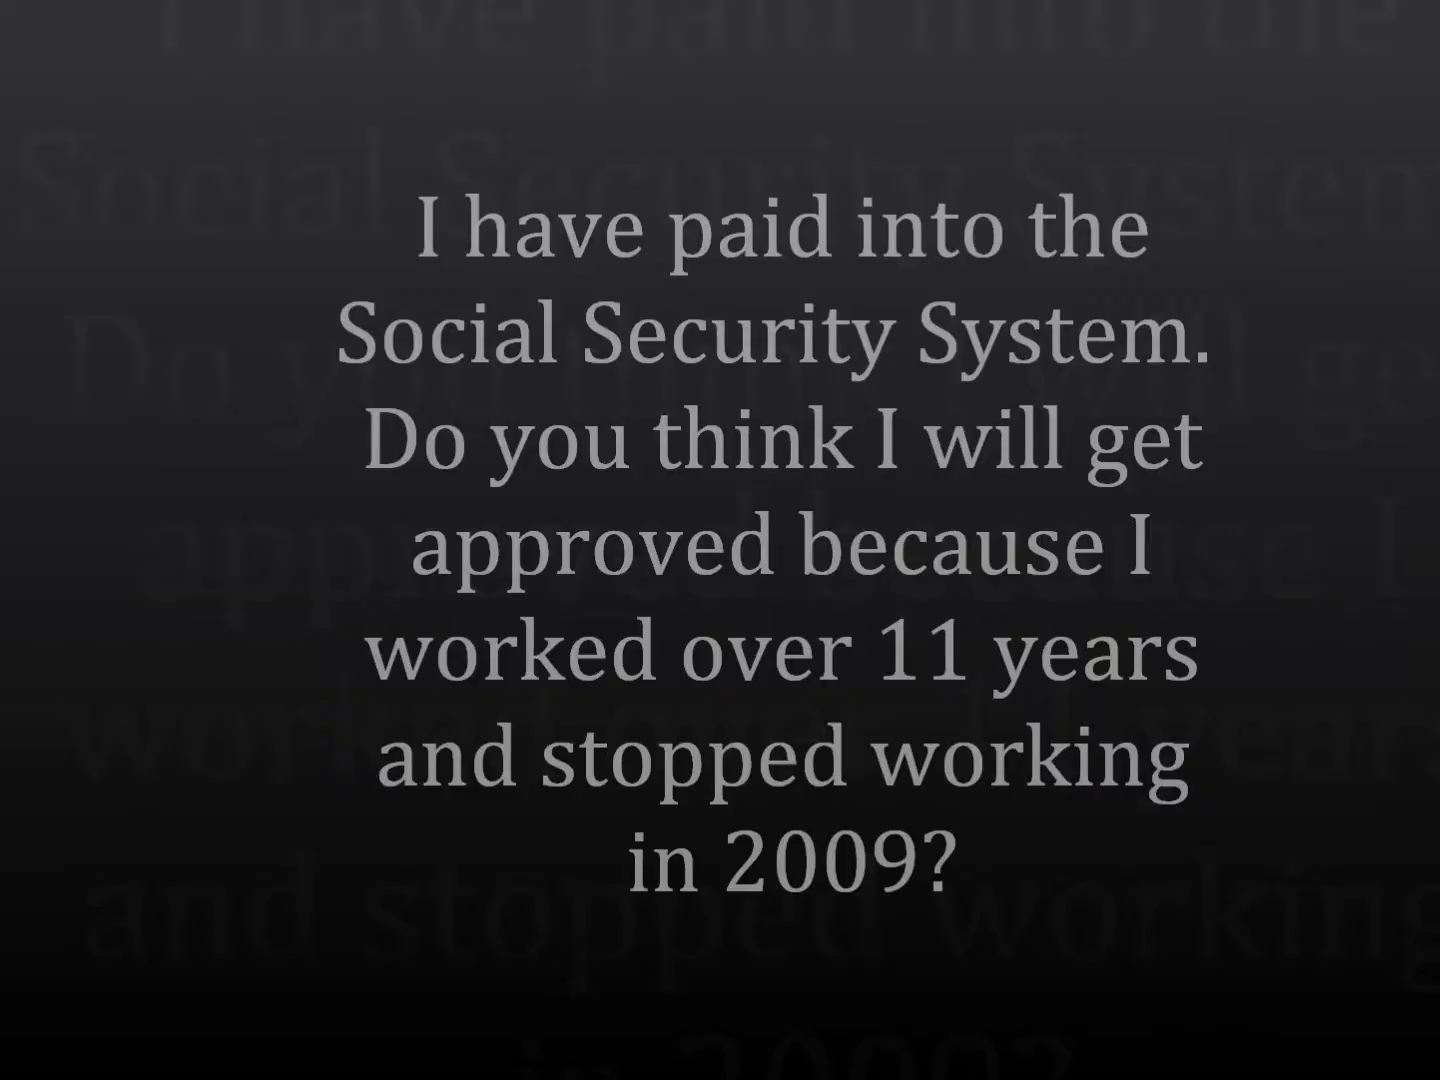 I have paid into the
Social Security System.
Do you think I will get
approved because I
worked over 11 years
and stopped working
in 2009?